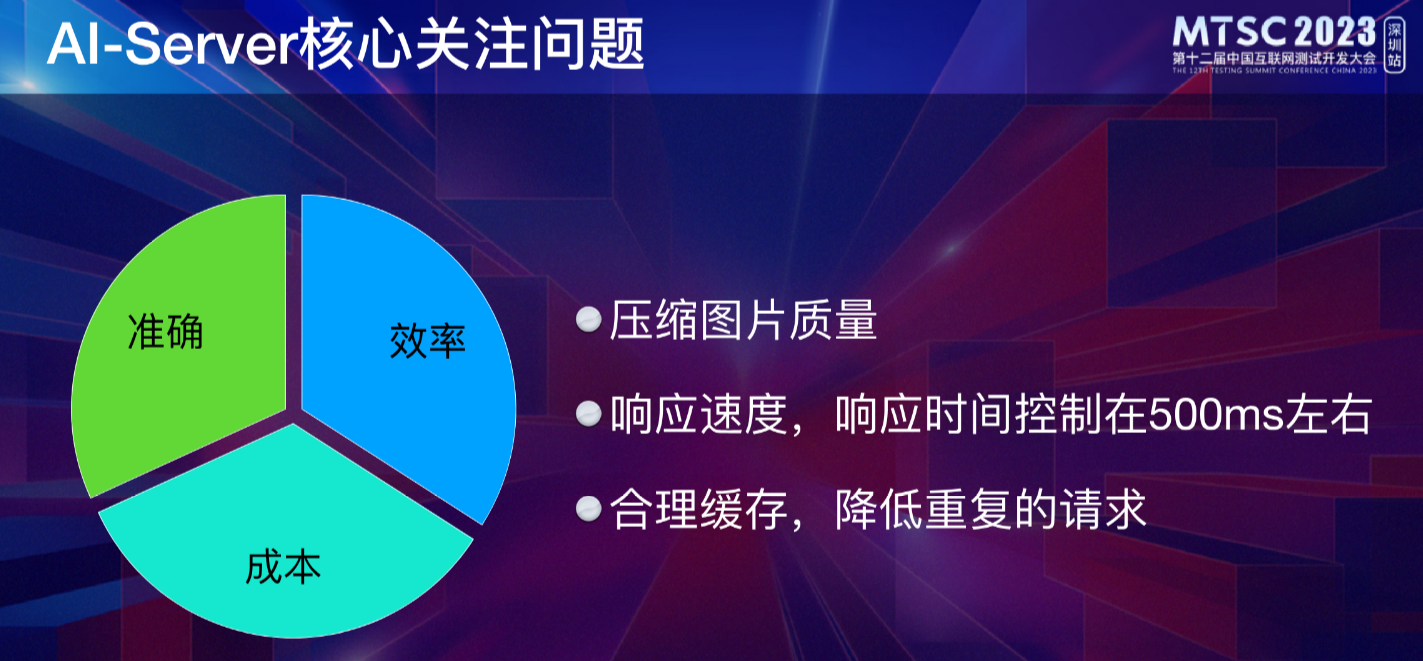 AI-Server核心关注问题
MTSC 2023
深圳站
第十二届中国互联网测试开发大会
THE 12TH TESTING SUMMIT CONFERENCE CHINA 2023
准确
效率
成本
压缩图片质量
响应速度，响应时间控制在500ms左右
合理缓存，降低重复的请求